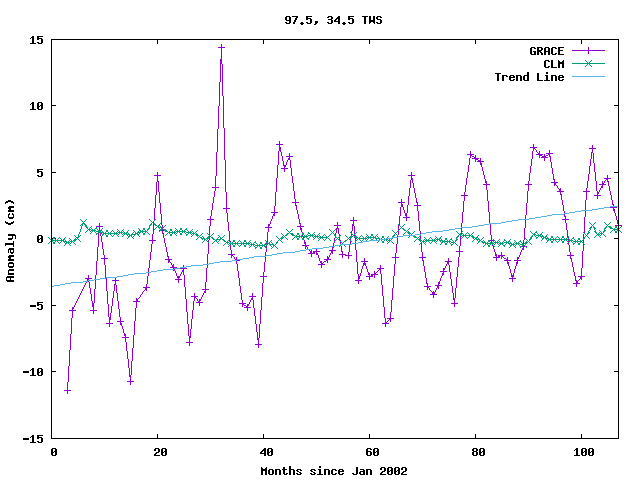 97.5, 34.5 TWS
GRACE
CLM
Trend Line
15
10
5
0
-5
-10
-15
Anomaly (cm)
0 20 40 60 80 100
Months since Jan 2002